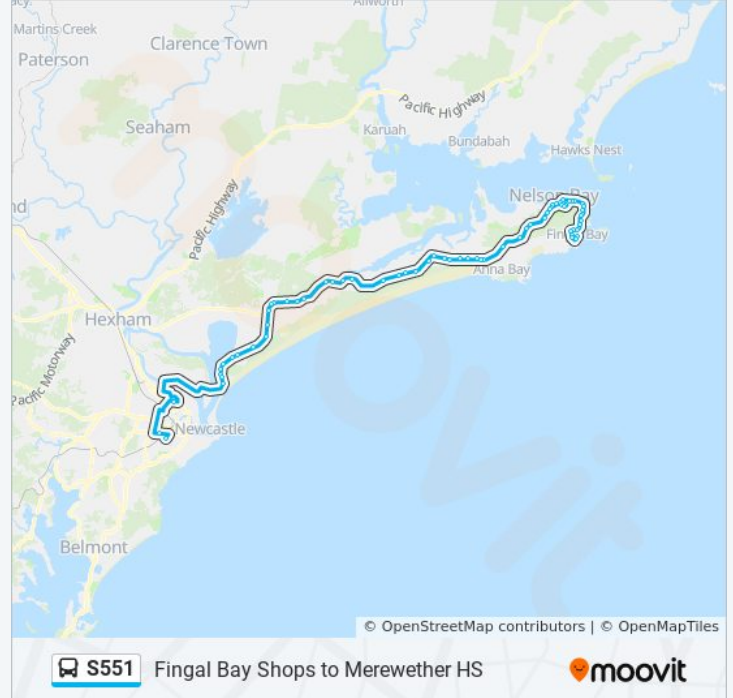 Allworth
Martins Creek
Clarence Town
Paterson
Pacific Highway
Seaham
Karuah
Bundabah
Hawks Nest
Nelson Bay
Pacific Highway
Fingal Bay
Anna Bay
Hexham
Pacific Motorway
Newcastle
Belmont
© OpenStreetMap contributors | © OpenMapTiles
S551 Fingal Bay Shops to Merewether HS
moovit